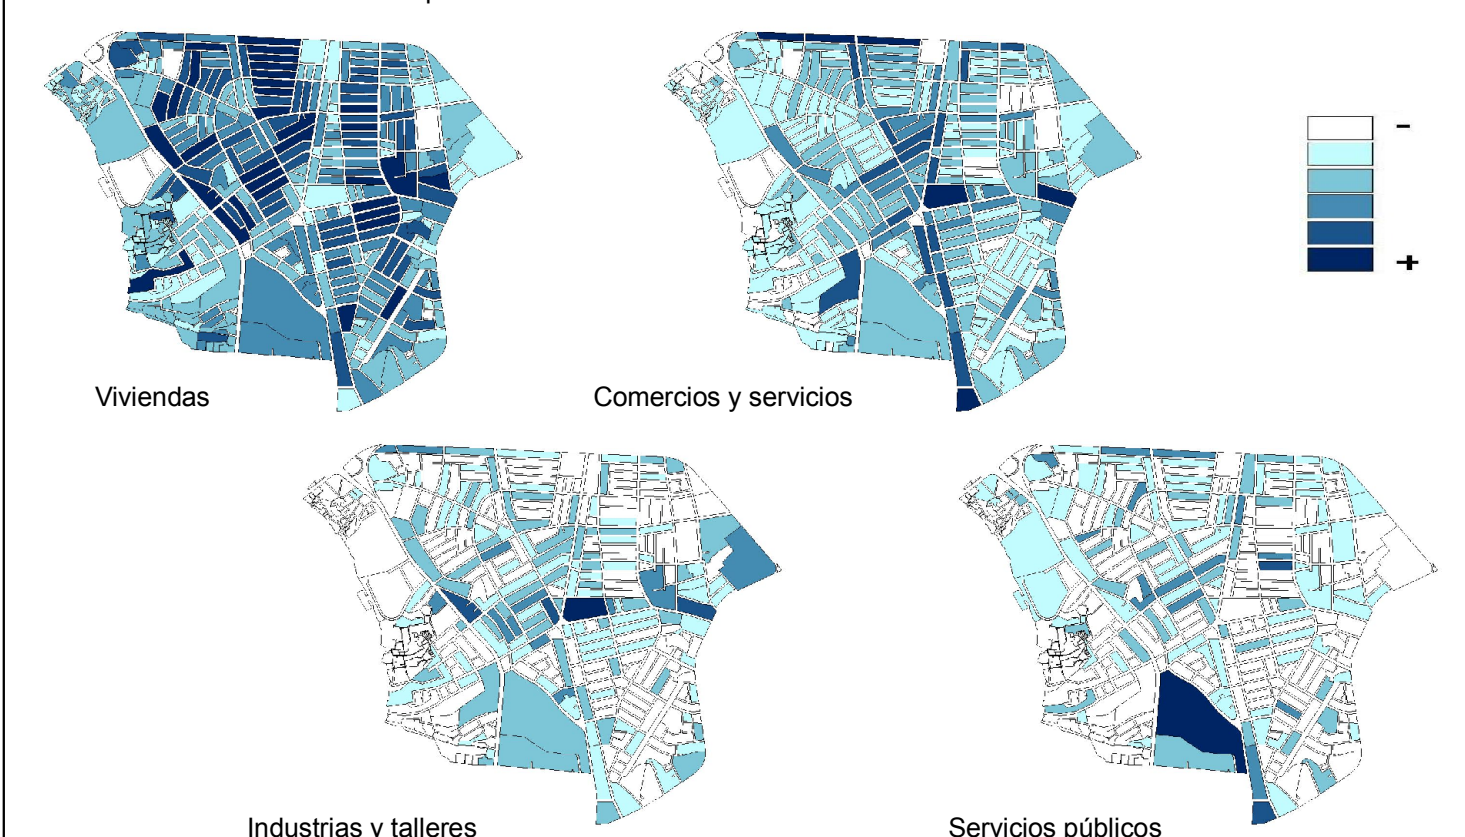 -
+
Viviendas
Comercios y servicios
Industrias y talleres
Servicios públicos